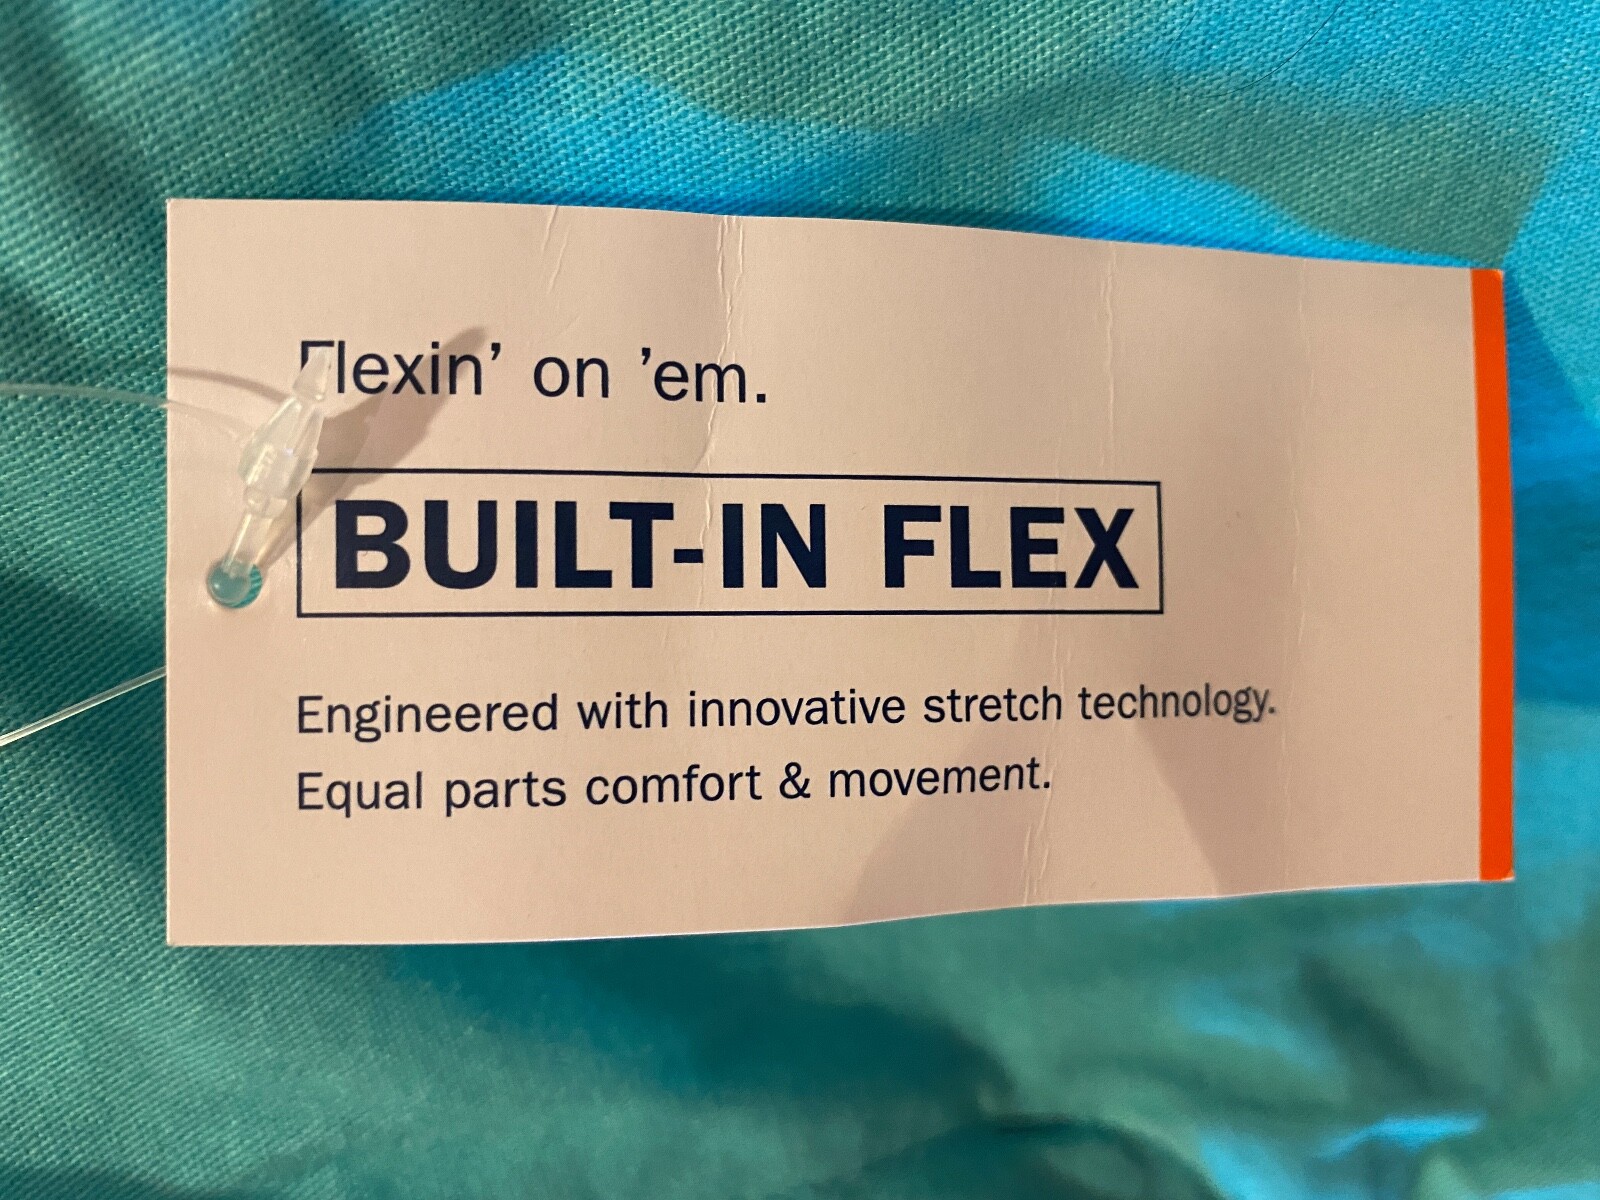 Flexin’ on ’em.
BUILT-IN FLEX
Engineered with innovative stretch technology.
Equal parts comfort & movement.